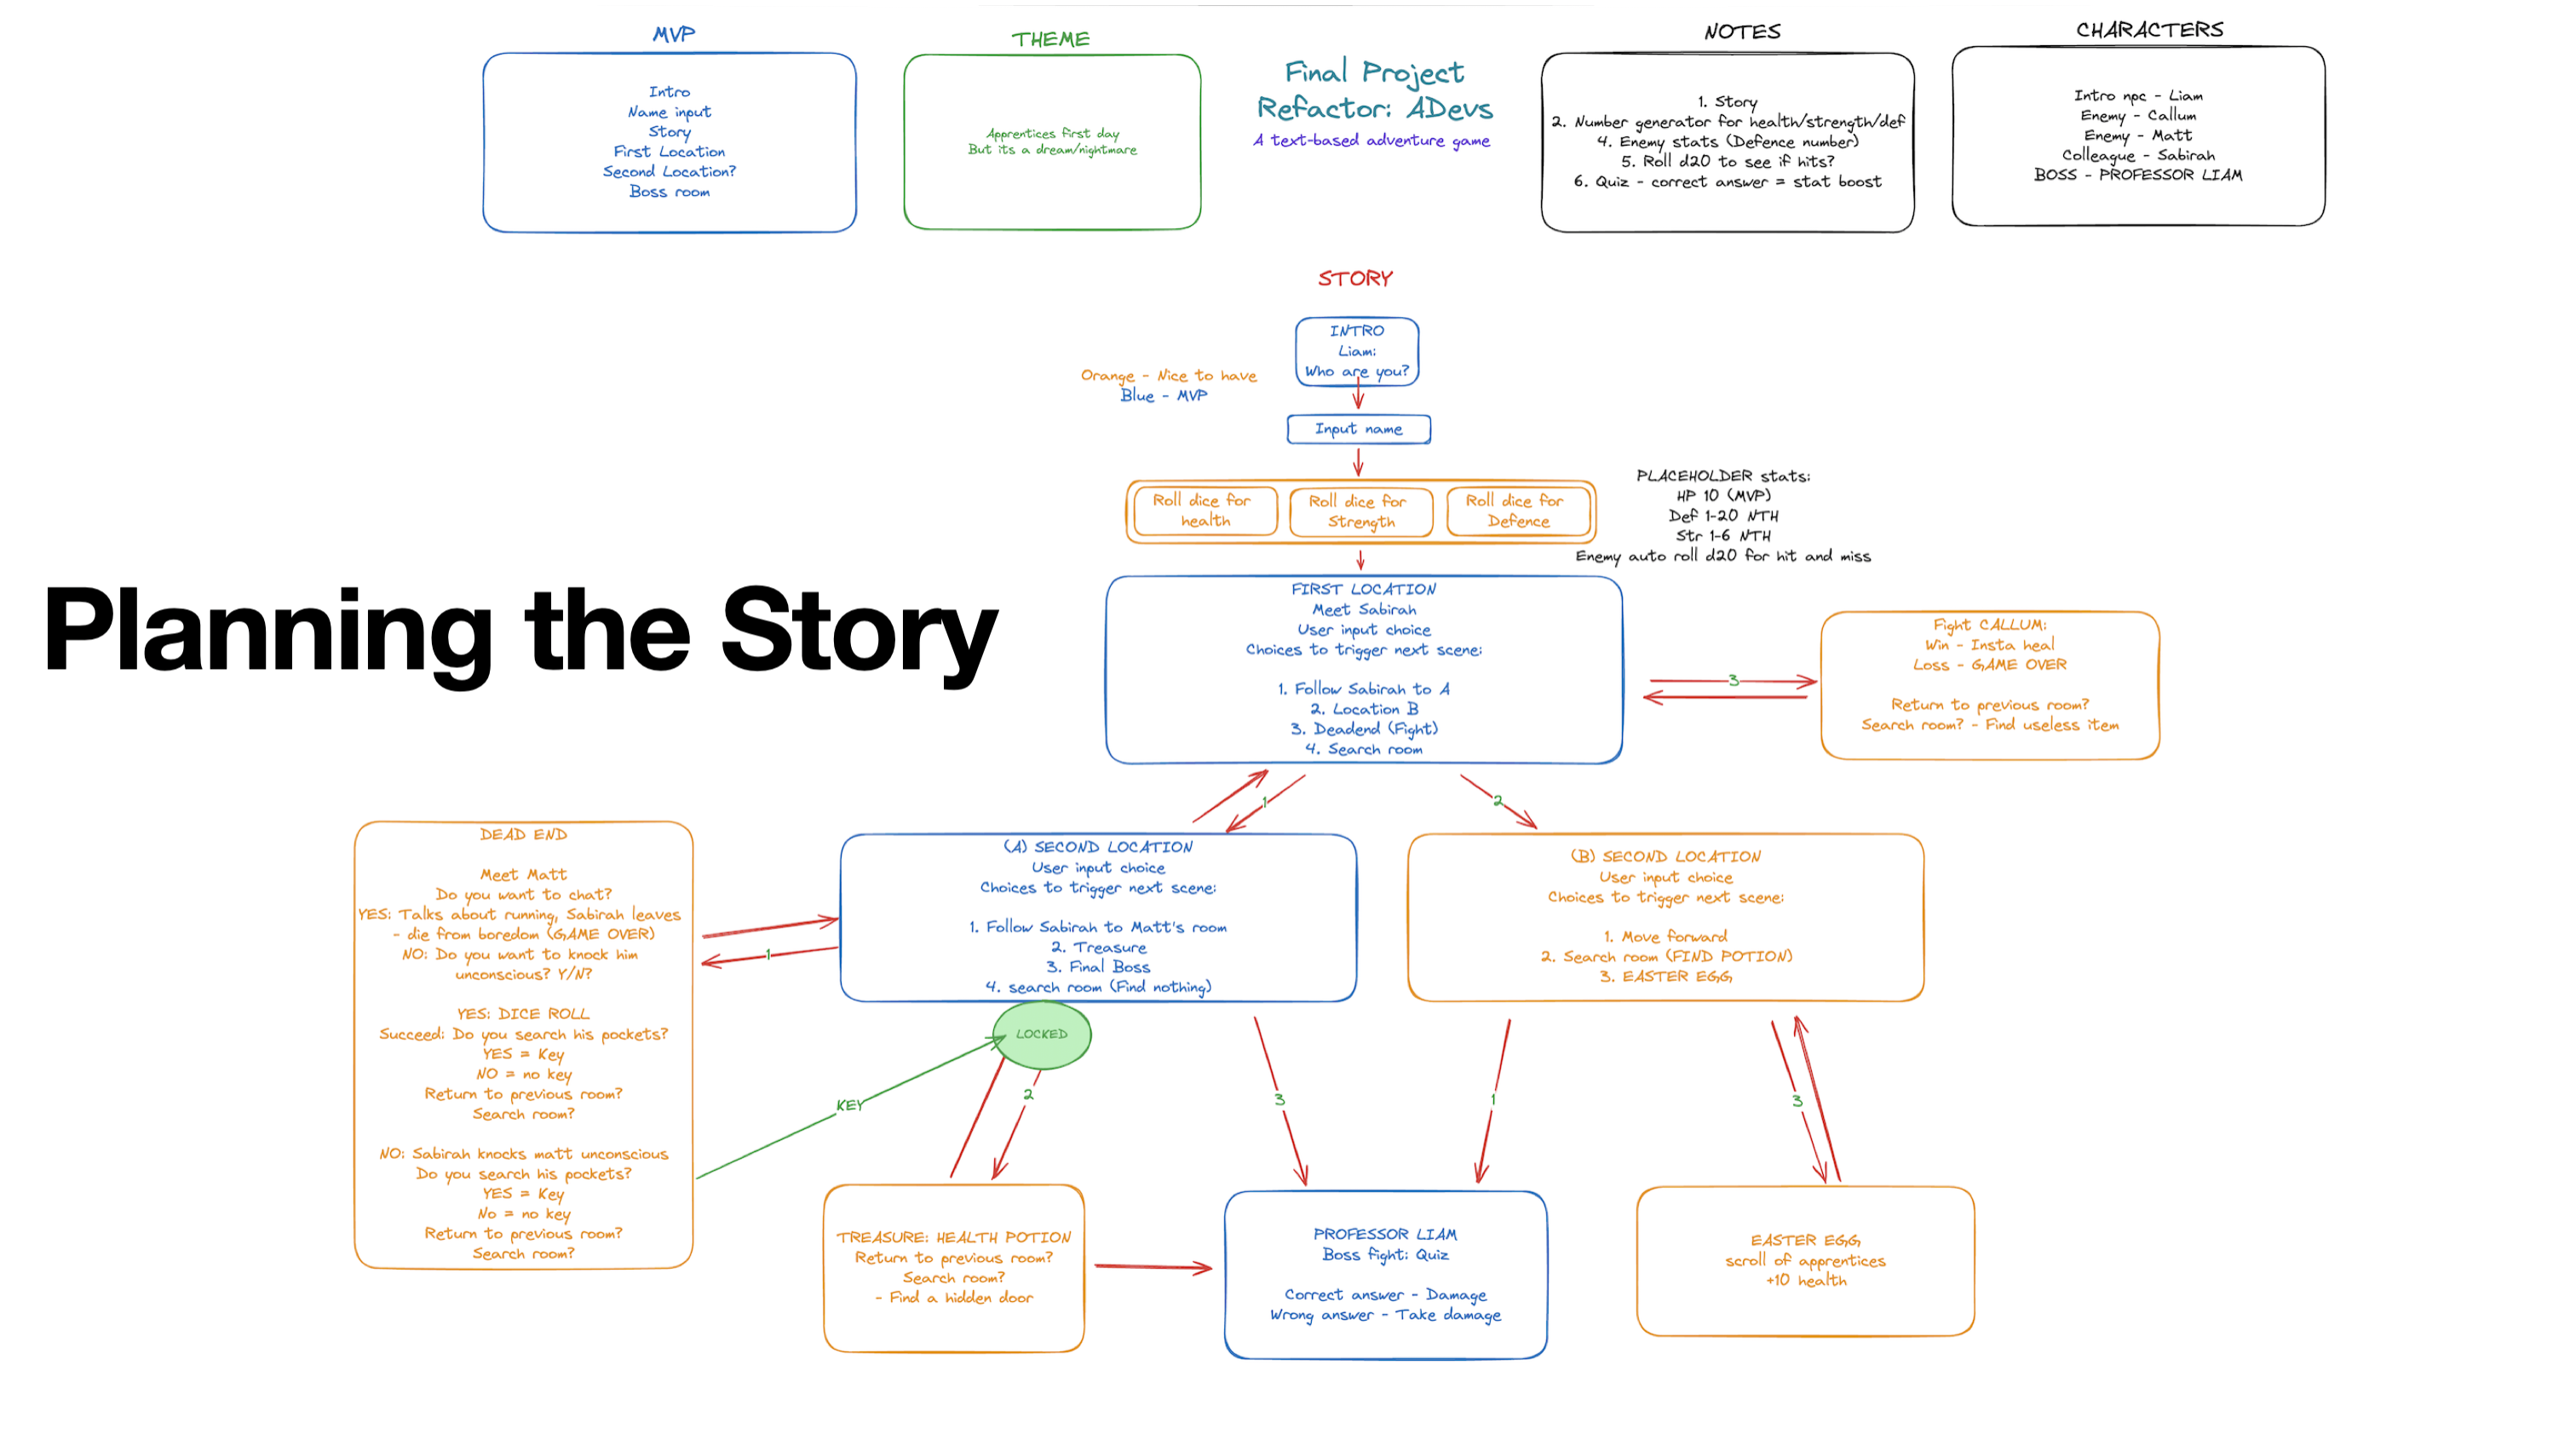 MVP
Intro
Name input
Story
First Location
Second Location?
Boss room
THEME
Apprentices first day
But its a dream/nightmare
Final Project
Refactor: ADevs
A text-based adventure game
NOTES
1. Story
2. Number generator for health/strength/def
4. Enemy stats (Defence number)
5. Roll d20 to see if hits?
6. Quiz - correct answer = stat boost
CHARACTERS
Intro npc - Liam
Enemy - Callum
Enemy - Matt
Colleague - Sabirah
BOSS - PROFESSOR LIAM
STORY
INTRO
Liam:
Who are you?
Orange - Nice to have
Blue - MVP
Input name
Roll dice for
health
Roll dice for
Strength
Roll dice for
Defence
PLACEHOLDER stats:
HP 10 (MVP)
Def 1-20 NTH
Str 1-6 NTH
Enemy auto roll d20 for hit and miss
Planning the Story
FIRST LOCATION
Meet Sabirah
User input choice
Choices to trigger next scene:
1. Follow Sabirah to A
2. Location B
3. Deadend (Fight)
4. Search room
3
Fight CALLUM:
Win - Insta heal
Loss - GAME OVER
Return to previous room?
Search room? - Find useless item
1
2
DEAD END
Meet Matt
Do you want to chat?
YES: Talks about running, Sabirah leaves
- die from boredom (GAME OVER)
NO: Do you want to knock him
unconscious? Y/N?
YES: DICE ROLL
Succeed: Do you search his pockets?
YES = Key
NO = no key
Return to previous room?
Search room?
NO: Sabirah knocks matt unconscious
Do you search his pockets?
YES = Key
No = no key
Return to previous room?
Search room?
1
(A) SECOND LOCATION
User input choice
Choices to trigger next scene:
1. Follow Sabirah to Matt's room
2. Treasure
3. Final Boss
4. search room (Find nothing)
(B) SECOND LOCATION
User input choice
Choices to trigger next scene:
1. Move forward
2. Search room (FIND POTION)
3. EASTER EGG
LOCKED
KEY
2
3
1
3
TREASURE: HEALTH POTION
Return to previous room?
Search room?
- Find a hidden door
PROFESSOR LIAM
Boss fight: Quiz
Correct answer - Damage
Wrong answer - Take damage
EASTER EGG
scroll of apprentices
+10 health